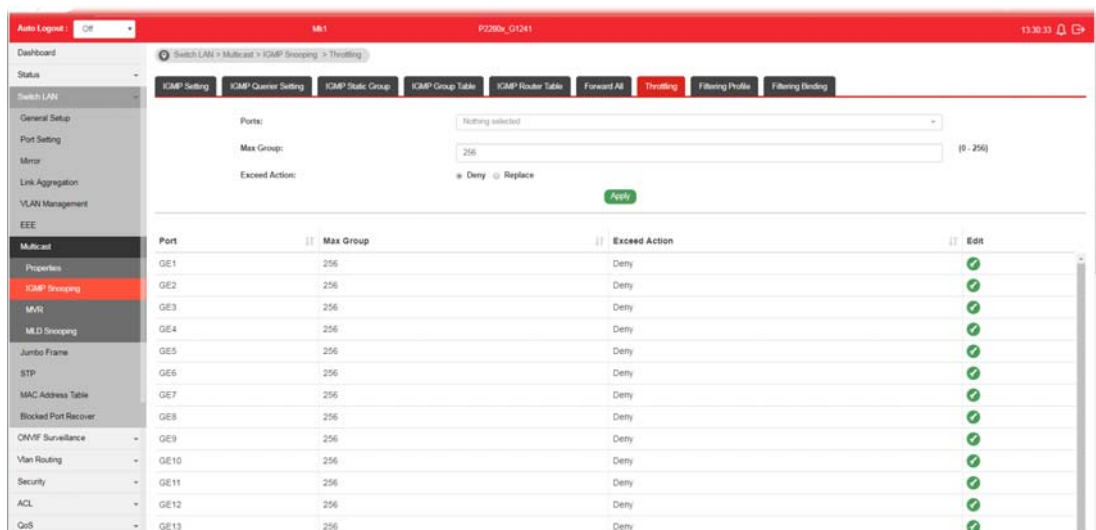 Auto Logout : Off Mk1 P2280x_G1241 13:30:33
Dashboard
Status
Switch LAN
General Setup
Port Setting
Mirror
Link Aggregation
VLAN Management
EEE
Multicast
Properties
IGMP Snooping
MVR
MLD Snooping
Jumbo Frame
STP
MAC Address Table
Blocked Port Recover
ONVIF Surveillance
Vlan Routing
Security
ACL
QoS
Switch LAN > Multicast > IGMP Snooping > Throttling
IGMP Setting IGMP Querier Setting IGMP Static Group IGMP Group Table IGMP Router Table Forward All Throttling Filtering Profile Filtering Binding
Ports: Nothing selected
Max Group: 256 (0 - 256)
Exceed Action: Deny Replace
Apply
Port Max Group Exceed Action Edit
GE1 256 Deny
GE2 256 Deny
GE3 256 Deny
GE4 256 Deny
GE5 256 Deny
GE6 256 Deny
GE7 256 Deny
GE8 256 Deny
GE9 256 Deny
GE10 256 Deny
GE11 256 Deny
GE12 256 Deny
GE13 256 Deny